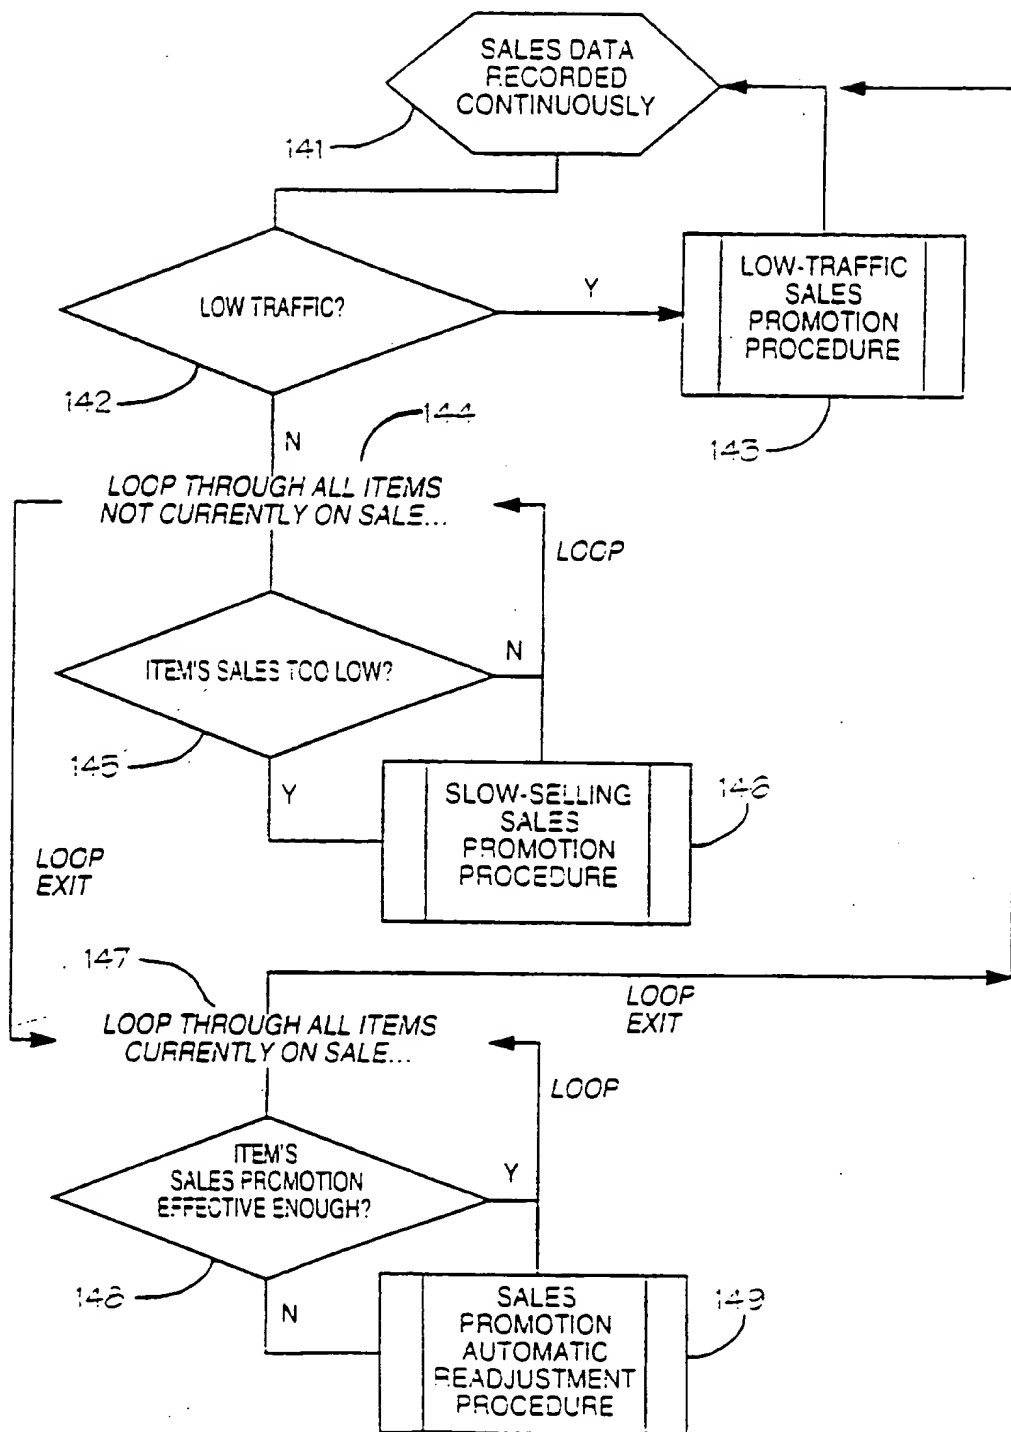 SALES DATA
RECORDED
CONTINUOUSLY
141
LOW TRAFFIC?
Y
LOW-TRAFFIC
SALES
PROMOTION
PROCEDURE
142
143
N
144
LOOP THROUGH ALL ITEMS
NOT CURRENTLY ON SALE...
LOOP
ITEM'S SALES TOO LOW?
N
145
Y
SLOW-SELLING
SALES
PROMOTION
PROCEDURE
146
LOOP
EXIT
147
LOOP THROUGH ALL ITEMS
CURRENTLY ON SALE...
LOOP
EXIT
LOOP
ITEM'S
SALES PROMOTION
EFFECTIVE ENOUGH?
Y
148
N
SALES
PROMOTION
AUTOMATIC
READJUSTMENT
PROCEDURE
149